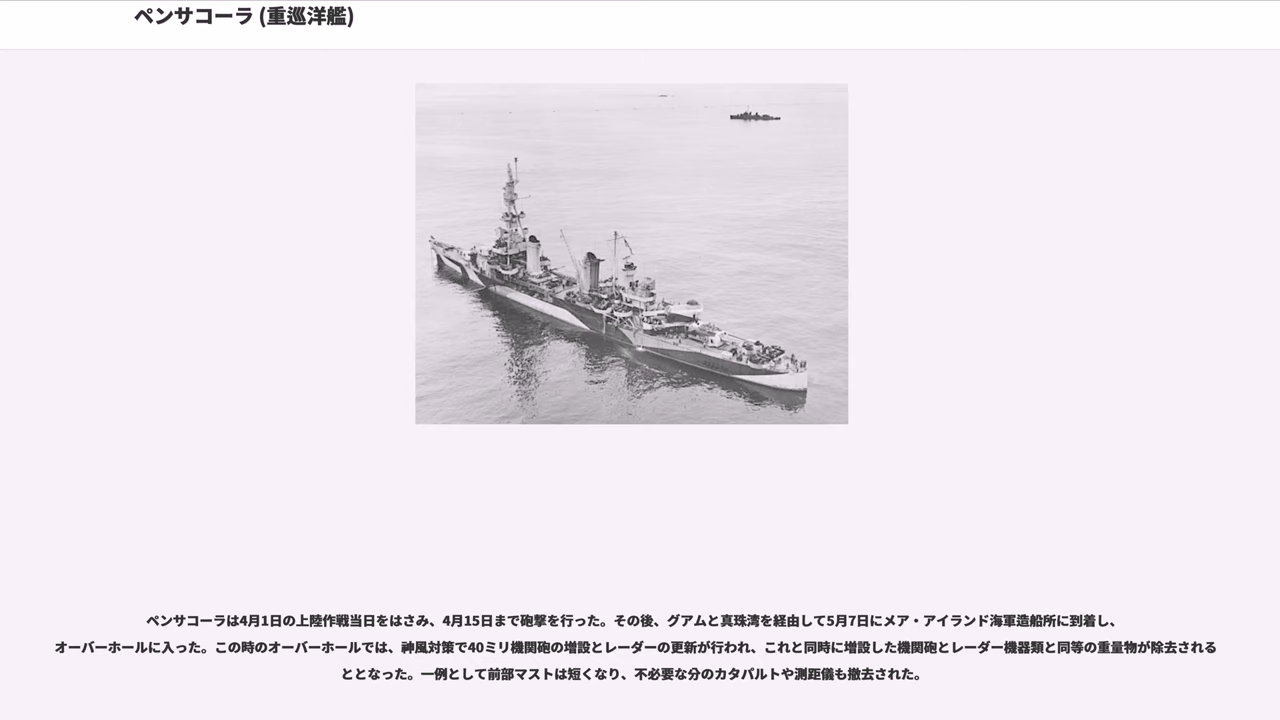 ペンサコーラ (重巡洋艦)
ペンサコーラは4月1日の上陸作戦当日をはさみ、4月15日まで砲撃を行った。その後、グアムと真珠湾を経由して5月7日にメア・アイランド海軍造船所に到着し、
オーバーホールに入った。この時のオーバーホールでは、神風対策で40ミリ機関砲の増設とレーダーの更新が行われ、これと同時に増設した機関砲とレーダー機器類と同等の重量物が除去される
ととなった。一例として前部マストは短くなり、不必要な分のカタパルトや測距儀も撤去された。